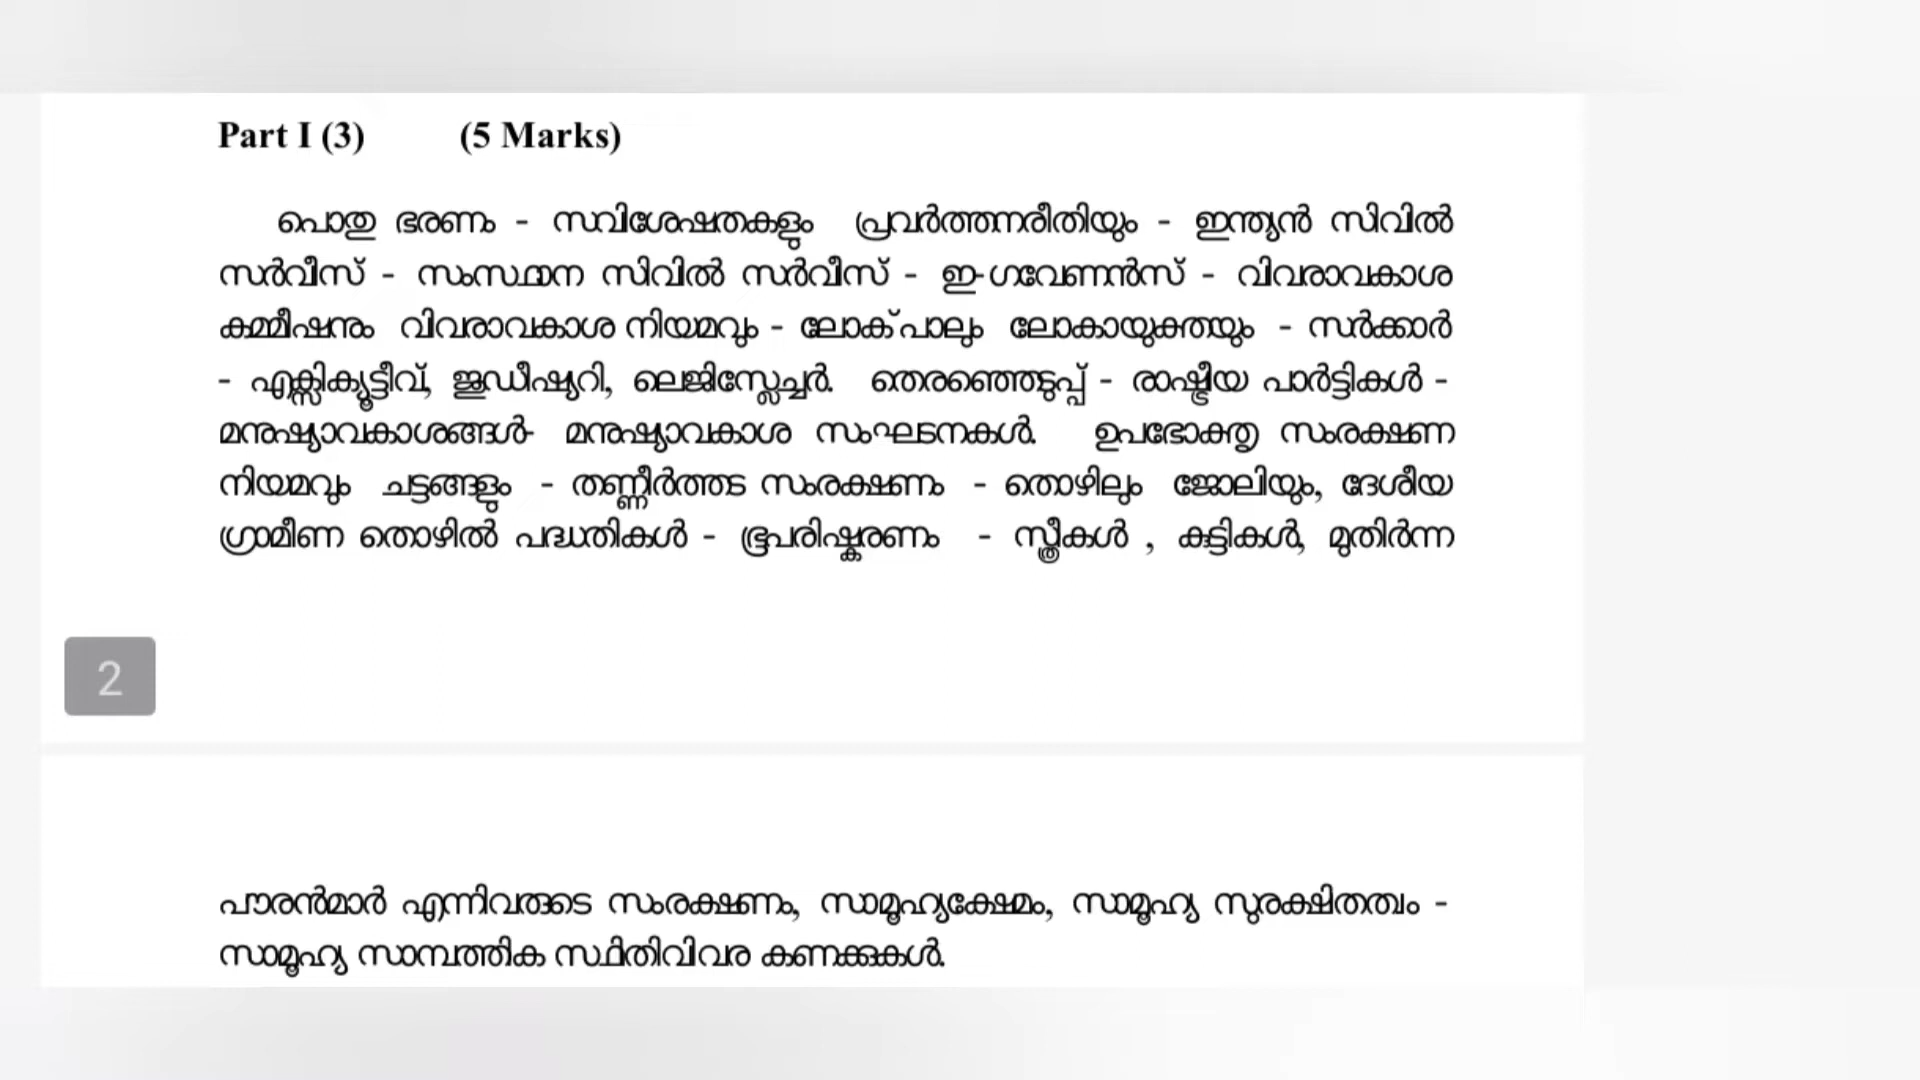 Part I (3) (5 Marks)
പൊതു ഭരണം - സവിശേഷതകളും പ്രവർത്തനരീതിയും - ഇന്ത്യൻ സിവിൽ
സർവീസ് - സംസ്ഥാന സിവിൽ സർവീസ് - ഇ-ഗവേണൻസ് - വിവരാവകാശ
കമ്മീഷനും വിവരാവകാശ നിയമവും - ലോക്പാലും ലോകായുക്തയും - സർക്കാർ
- എക്സിക്യൂട്ടീവ്, ജുഡീഷ്യറി, ലെജിസ്ലേച്ചർ. തെരഞ്ഞെടുപ്പ് - രാഷ്ട്രീയ പാർട്ടികൾ -
മനുഷ്യാവകാശങ്ങൾ- മനുഷ്യാവകാശ സംഘടനകൾ. ഉപഭോക്തൃ സംരക്ഷണ
നിയമവും ചട്ടങ്ങളും - തണ്ണീർത്തട സംരക്ഷണം - തൊഴിലും ജോലിയും, ദേശീയ
ഗ്രാമീണ തൊഴിൽ പദ്ധതികൾ - ഭൂപരിഷ്കരണം - സ്ത്രീകൾ , കുട്ടികൾ, മുതിർന്ന
2
പൗരൻമാർ എന്നിവരുടെ സംരക്ഷണം, സാമൂഹ്യക്ഷേമം, സാമൂഹ്യ സുരക്ഷിതത്വം -
സാമൂഹ്യ സാമ്പത്തിക സ്ഥിതിവിവര കണക്കുകൾ.